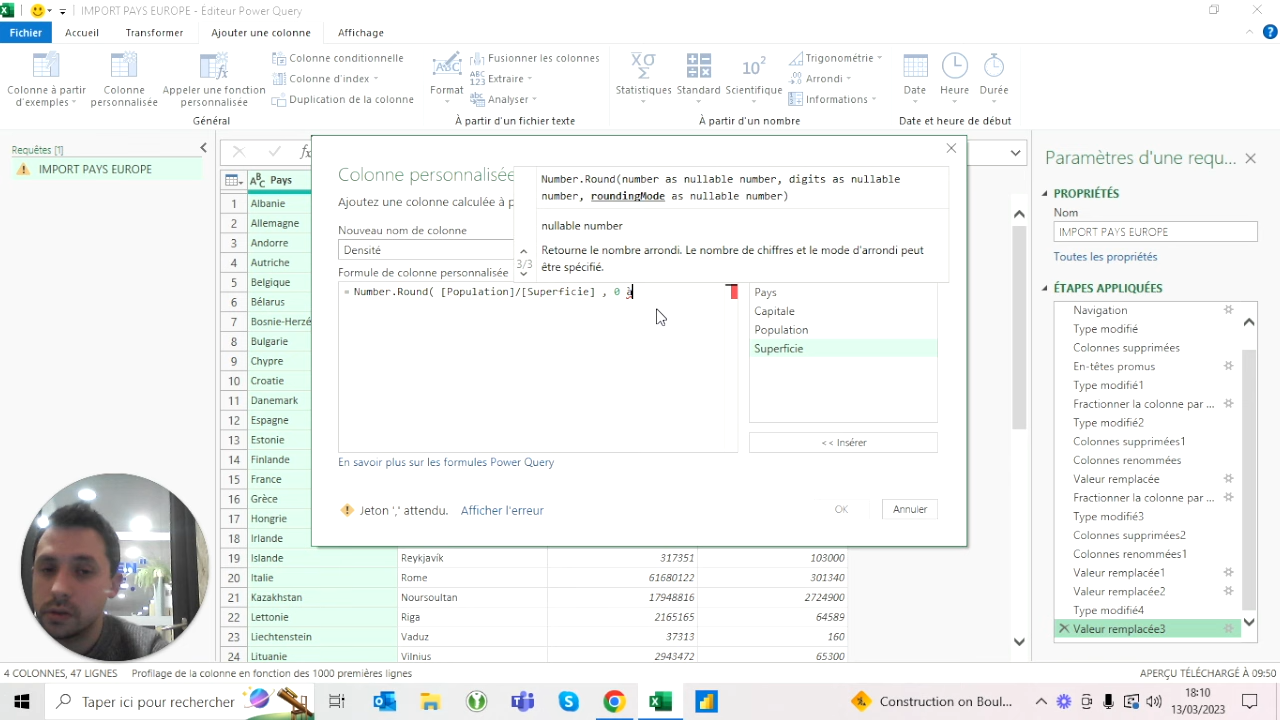 IMPORT PAYS EUROPE - Éditeur Power Query
Fichier
Accueil
Transformer
Ajouter une colonne
Affichage
Colonne à partir d'exemples
Colonne personnalisée
Appeler une fonction personnalisée
Colonne conditionnelle
Colonne d'index
Duplication de la colonne
Général
Format
Fusionner les colonnes
Extraire
Analyser
À partir d'un fichier texte
Statistiques
Standard
Scientifique
Trigonométrie
Arrondi
Informations
À partir d'un nombre
Date
Heure
Durée
Date et heure de début
Requêtes [1]
IMPORT PAYS EUROPE
Pays
1 Albanie
2 Allemagne
3 Andorre
4 Autriche
5 Belgique
6 Bélarus
7 Bosnie-Herzé
8 Bulgarie
9 Chypre
10 Croatie
11 Danemark
12 Espagne
13 Estonie
14 Finlande
15 France
16 Grèce
17 Hongrie
18 Irlande
19 Islande Reykjavík 317351 103000
20 Italie Rome 61680122 301340
21 Kazakhstan Noursoultan 17948816 2724900
22 Lettonie Riga 2165165 64589
23 Liechtenstein Vaduz 37313 160
24 Lituanie Vilnius 2943472 65300
Colonne personnalisée
Ajoutez une colonne calculée à p
Nouveau nom de colonne
Densité
Formule de colonne personnalisée
= Number.Round( [Population]/[Superficie] , 0 à
Number.Round(number as nullable number, digits as nullable
number, roundingMode as nullable number)
nullable number
3/3
Retourne le nombre arrondi. Le nombre de chiffres et le mode d'arrondi peut
être spécifié.
Pays
Capitale
Population
Superficie
<< Insérer
En savoir plus sur les formules Power Query
Jeton ',' attendu.
Afficher l'erreur
OK
Annuler
Paramètres d'une requ...
PROPRIÉTÉS
Nom
IMPORT PAYS EUROPE
Toutes les propriétés
ÉTAPES APPLIQUÉES
Navigation
Type modifié
Colonnes supprimées
En-têtes promus
Type modifié1
Fractionner la colonne par ...
Type modifié2
Colonnes supprimées1
Colonnes renommées
Valeur remplacée
Fractionner la colonne par ...
Type modifié3
Colonnes supprimées2
Colonnes renommées1
Valeur remplacée1
Valeur remplacée2
Type modifié4
Valeur remplacée3
4 COLONNES, 47 LIGNES
Profilage de la colonne en fonction des 1000 premières lignes
APERÇU TÉLÉCHARGÉ À 09:50
Taper ici pour rechercher
Construction on Boul...
18:10
13/03/2023